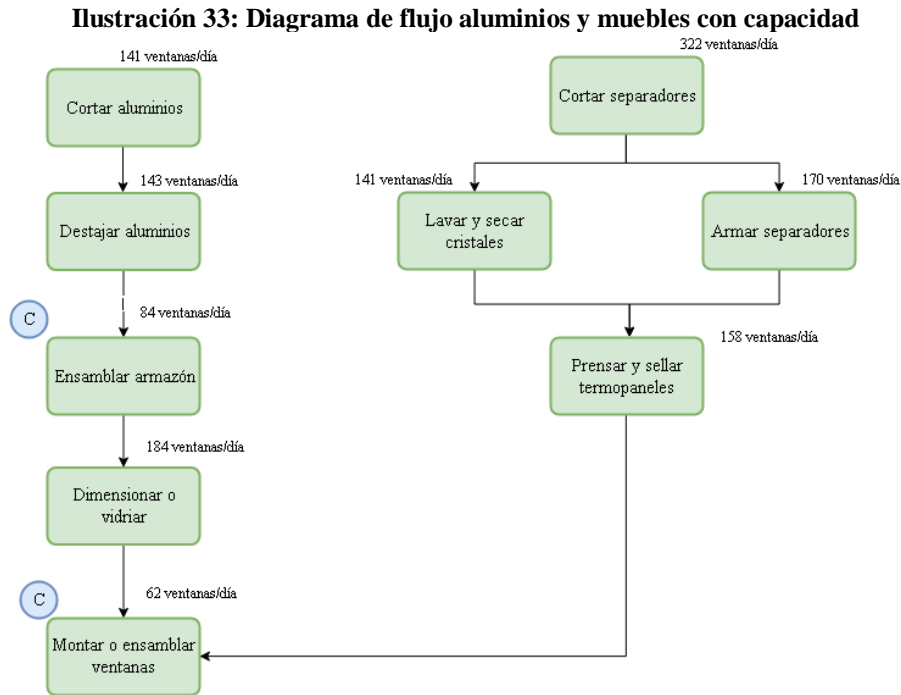 Ilustración 33: Diagrama de flujo aluminios y muebles con capacidad
141 ventanas/día
Cortar aluminios
143 ventanas/día
Destajar aluminios
C
84 ventanas/día
Ensamblar armazón
184 ventanas/día
Dimensionar o
vidriar
C
62 ventanas/día
Montar o ensamblar
ventanas
322 ventanas/día
Cortar separadores
141 ventanas/día
Lavar y secar
cristales
170 ventanas/día
Armar separadores
158 ventanas/día
Prensar y sellar
termopaneles